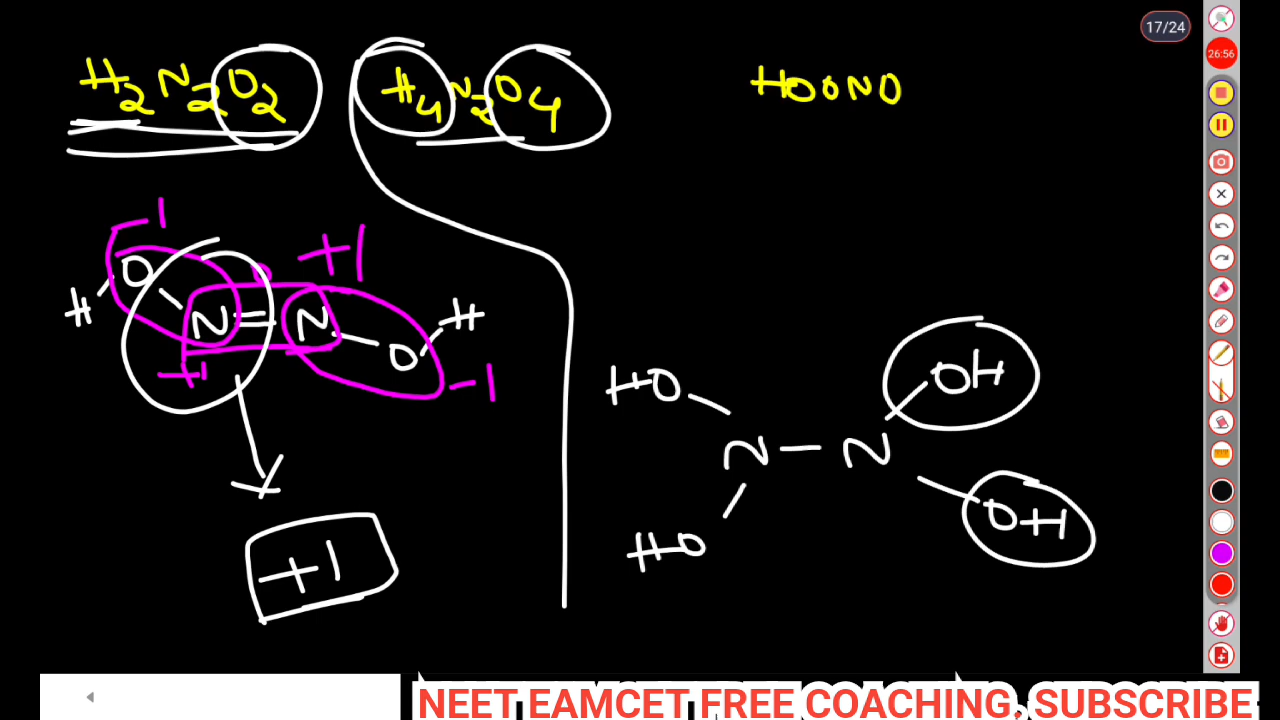 17/24
26:56
H2N2O2 H4N2O4 HOONO
-1 +1
H O N = N O H
+1 -1
+1
HO OH
N - N
HO OH
NEET EAMCET FREE COACHING, SUBSCRIBE